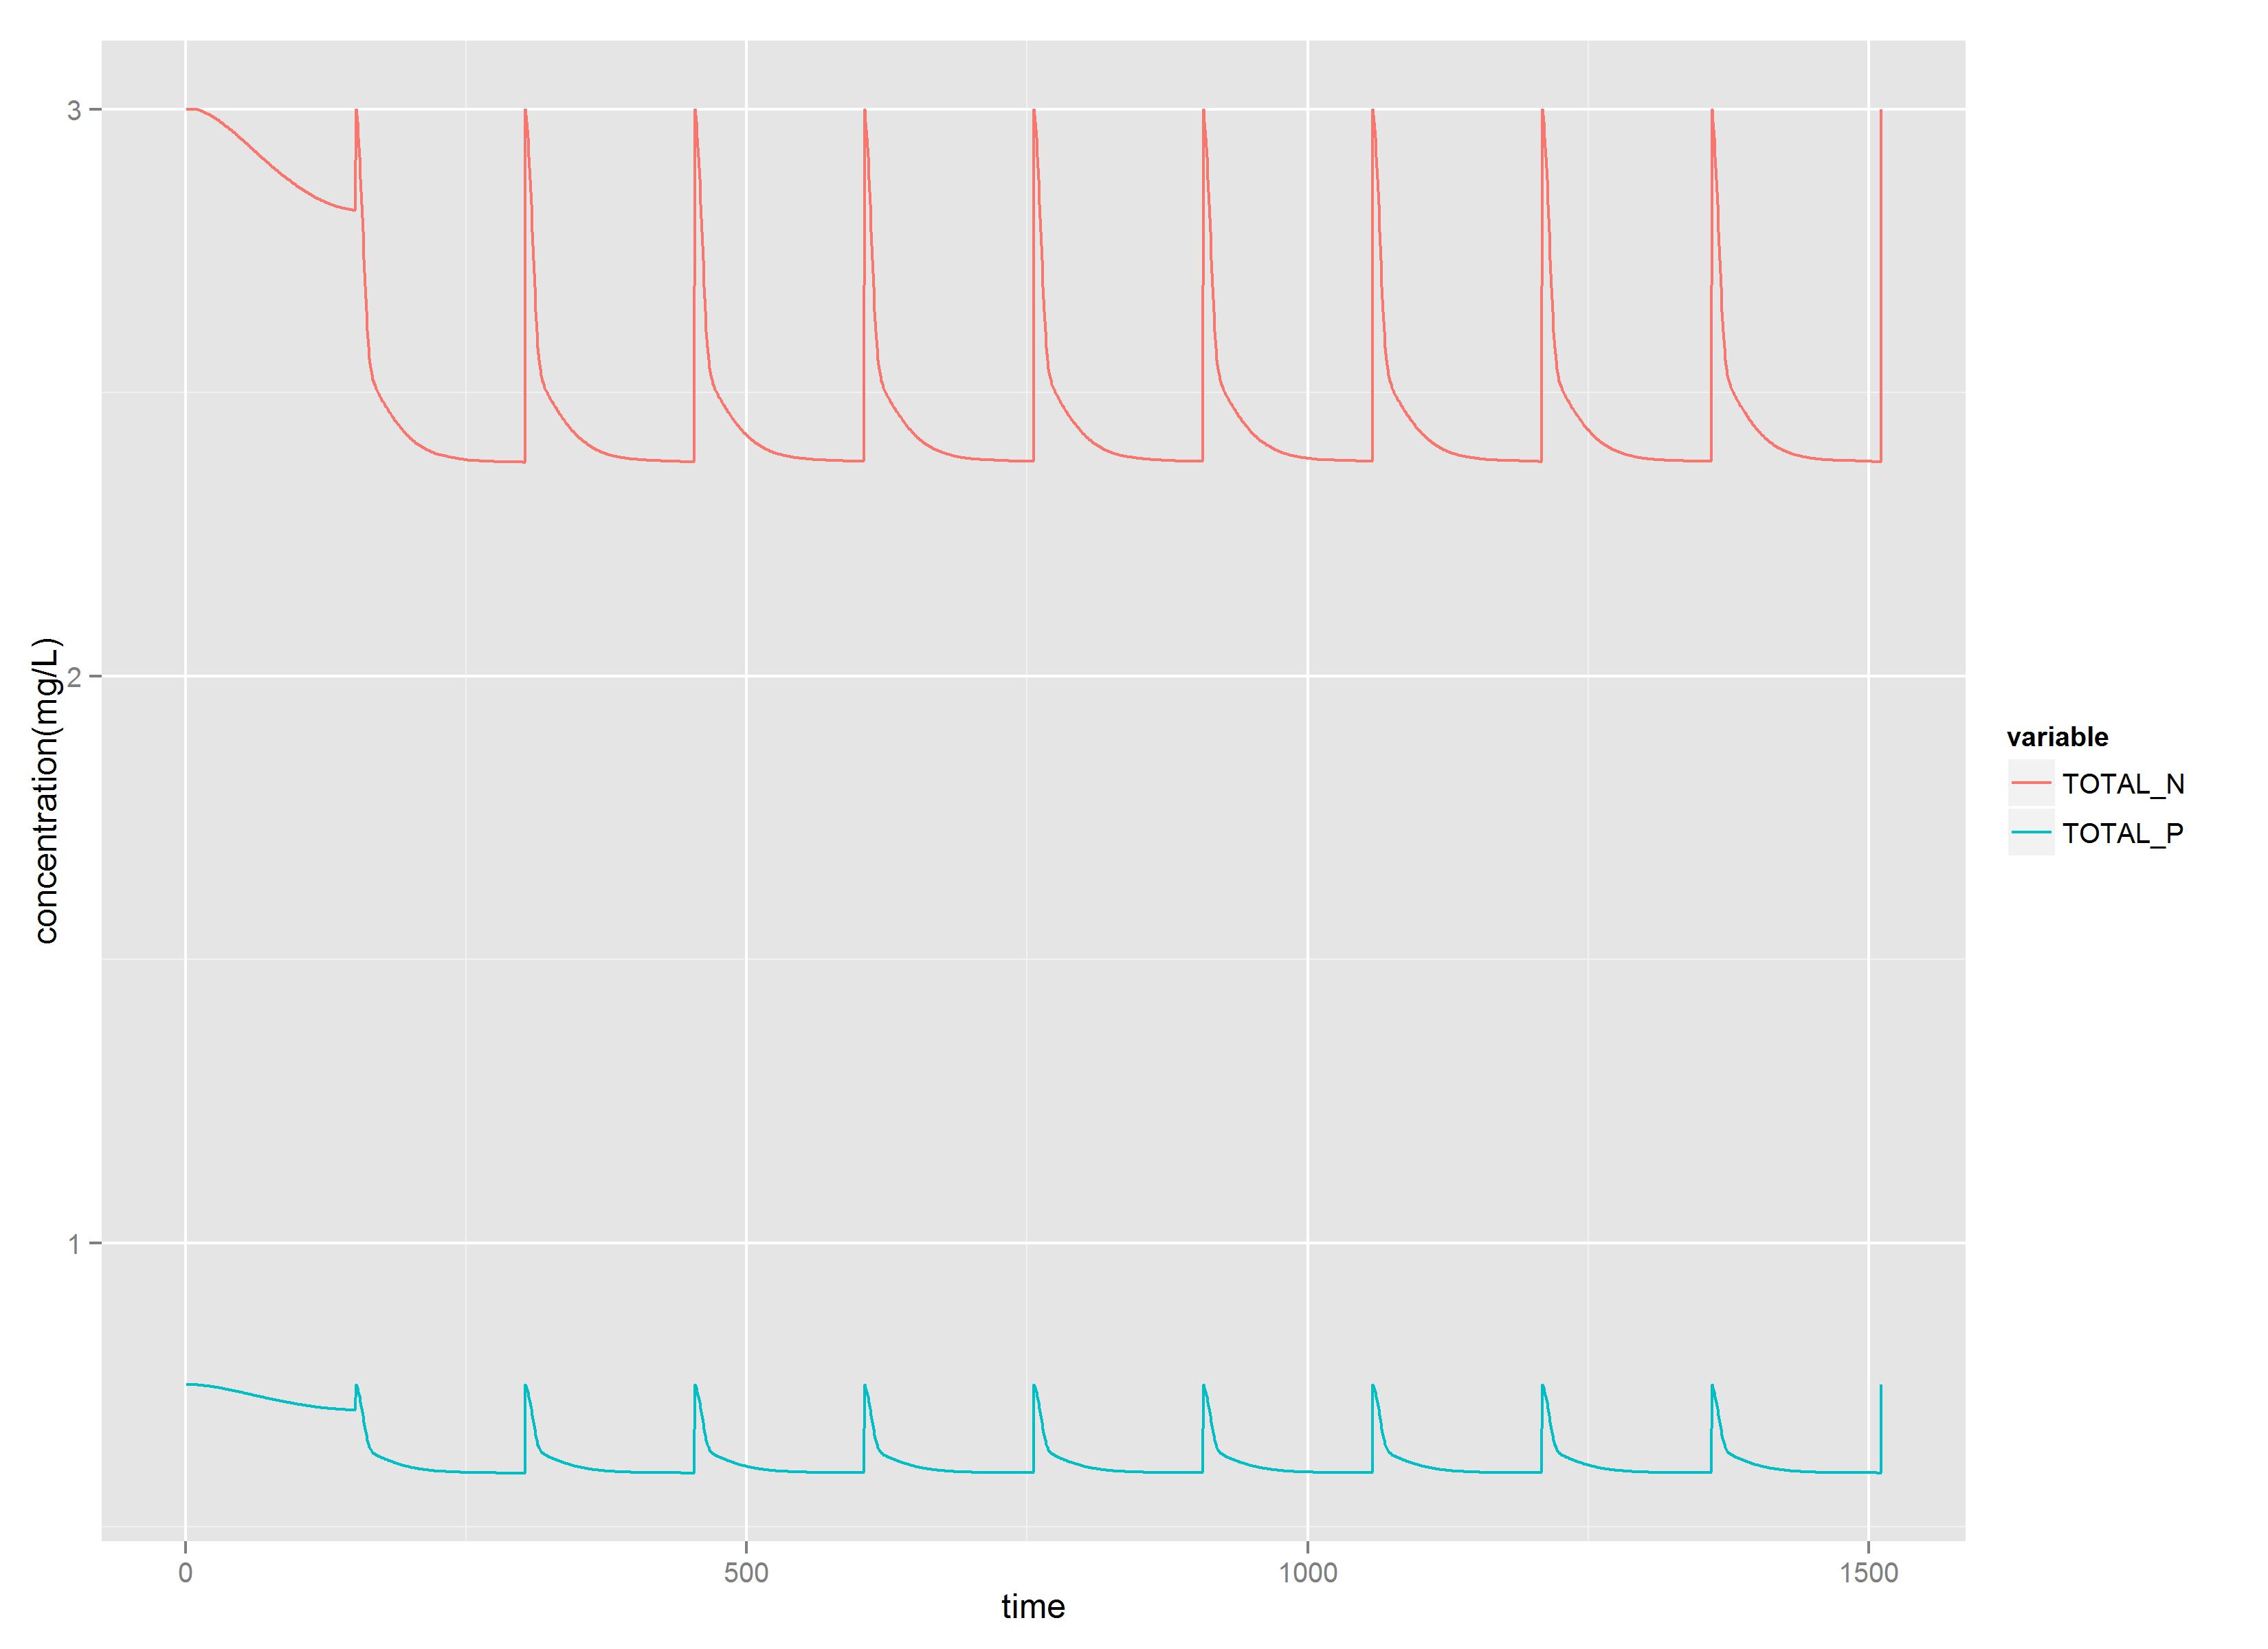 concentration(mg/L)
3
2
1
0
500
1000
1500
time
variable
TOTAL_N
TOTAL_P